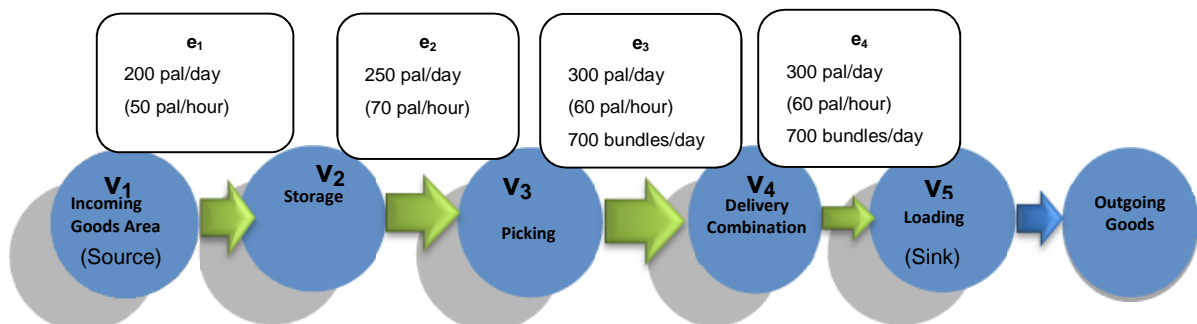 e₁
200 pal/day
(50 pal/hour)
e₂
250 pal/day
(70 pal/hour)
e₃
300 pal/day
(60 pal/hour)
700 bundles/day
e₄
300 pal/day
(60 pal/hour)
700 bundles/day
V₁
Incoming
Goods Area
(Source)
V₂
Storage
V₃
Picking
V₄
Delivery
Combination
V₅
Loading
(Sink)
Outgoing
Goods